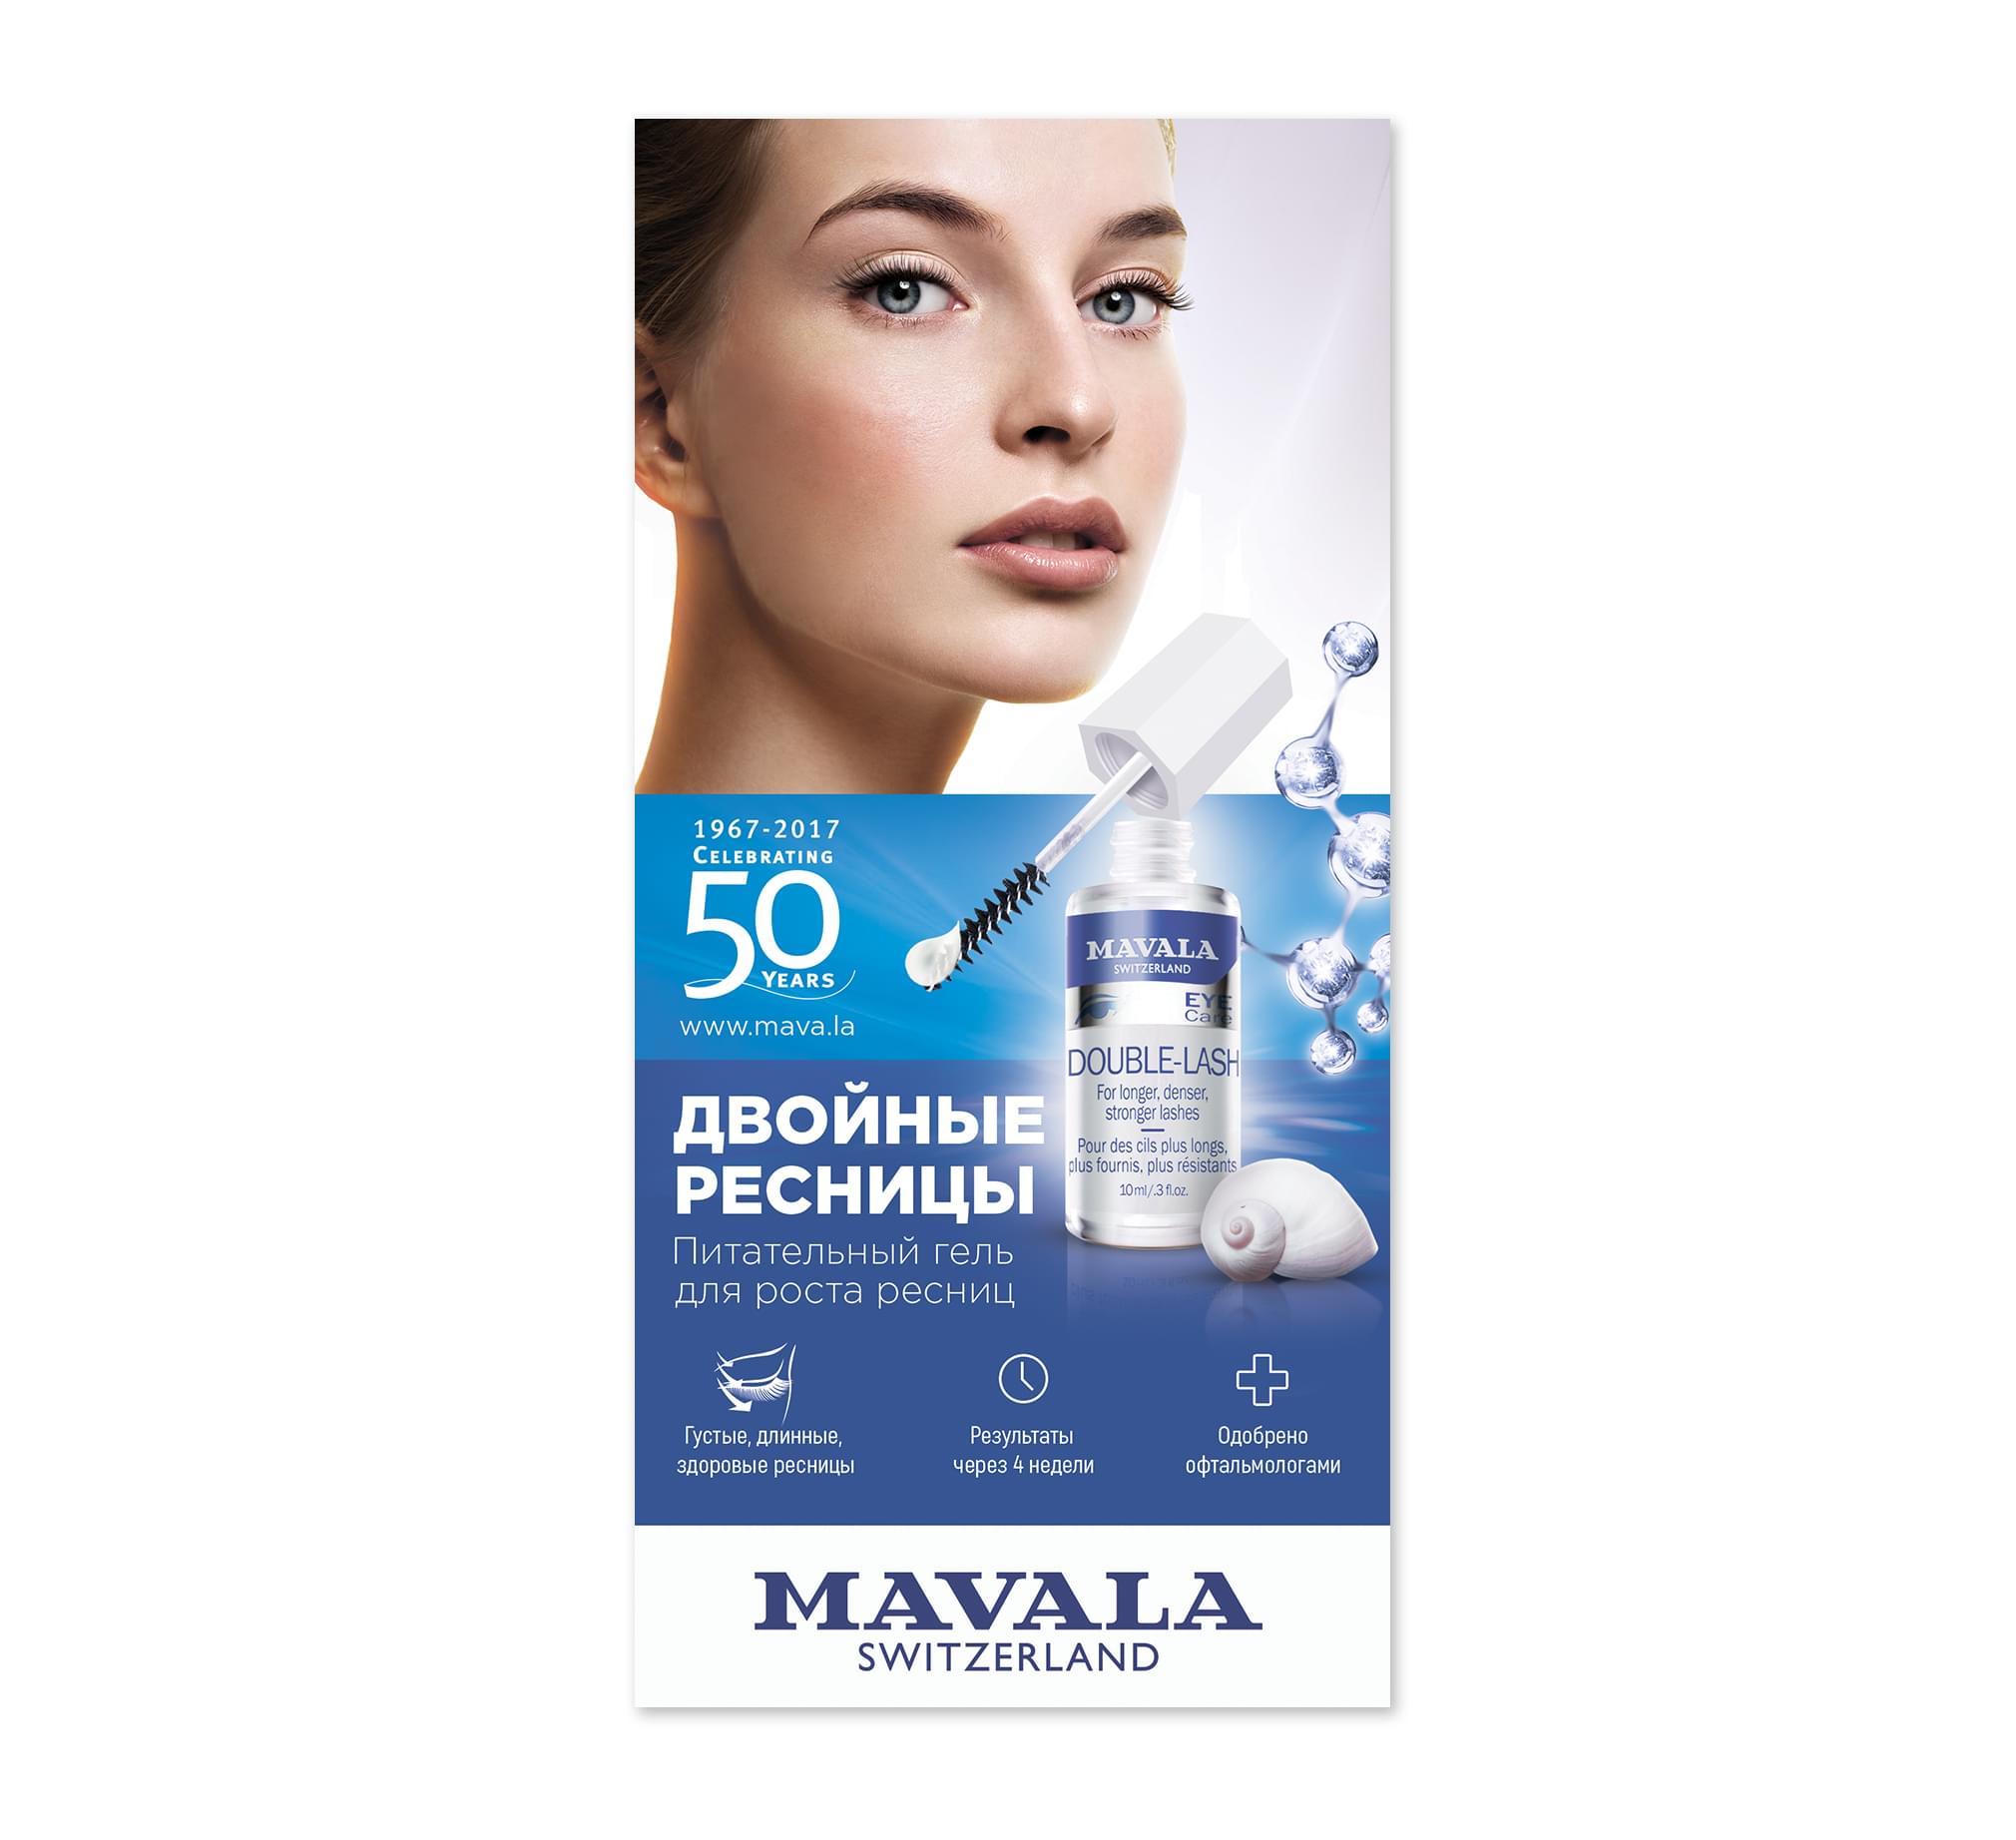 1967-2017
CELEBRATING
50
YEARS
www.mava.la
MAVALA
SWITZERLAND
EYE
Care
DOUBLE-LASH
For longer, denser,
stronger lashes
Pour des cils plus longs,
plus fournis, plus résistants
10 ml/.3 fl.oz.
ДВОЙНЫЕ
РЕСНИЦЫ
Питательный гель
для роста ресниц
Густые, длинные,
здоровые ресницы
Результаты
через 4 недели
Одобрено
офтальмологами
MAVALA
SWITZERLAND